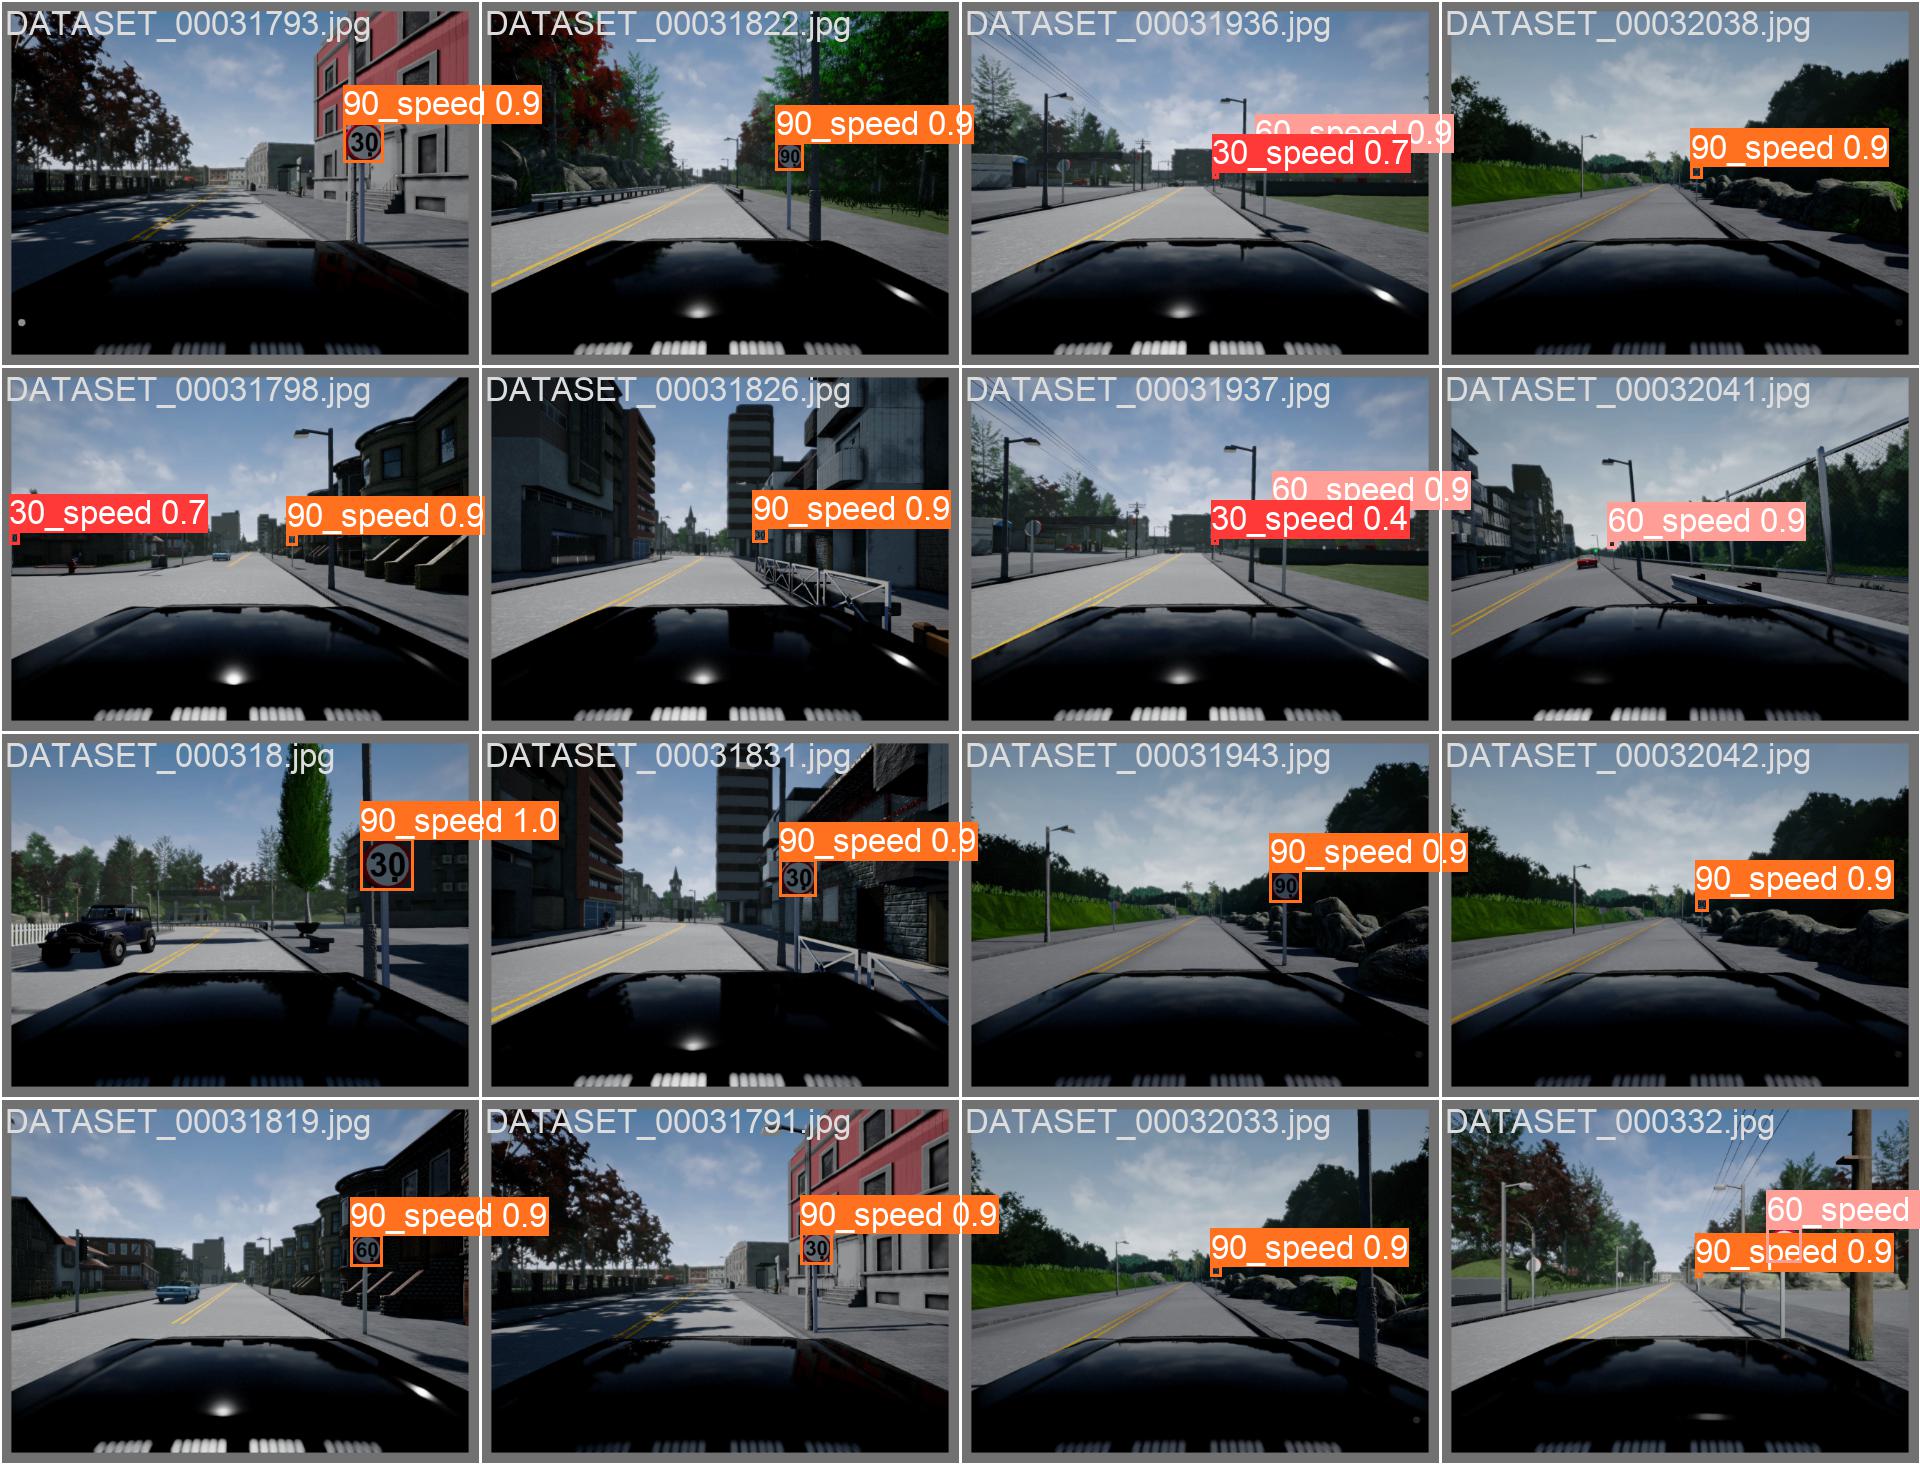 DATASET_00031793.jpg
90_speed 0.9
30
DATASET_00031822.jpg
90_speed 0.9
90
DATASET_00031936.jpg
60_speed 0.9
30_speed 0.7
DATASET_00032038.jpg
90_speed 0.9
DATASET_00031798.jpg
30_speed 0.7
90_speed 0.9
DATASET_00031826.jpg
90_speed 0.9
DATASET_00031937.jpg
60_speed 0.9
30_speed 0.4
DATASET_00032041.jpg
60_speed 0.9
DATASET_000318.jpg
90_speed 1.0
30
DATASET_00031831.jpg
90_speed 0.9
30
DATASET_00031943.jpg
90_speed 0.9
90
DATASET_00032042.jpg
90_speed 0.9
DATASET_00031819.jpg
90_speed 0.9
60
DATASET_00031791.jpg
90_speed 0.9
30
DATASET_00032033.jpg
90_speed 0.9
DATASET_000332.jpg
60_speed
90_speed 0.9